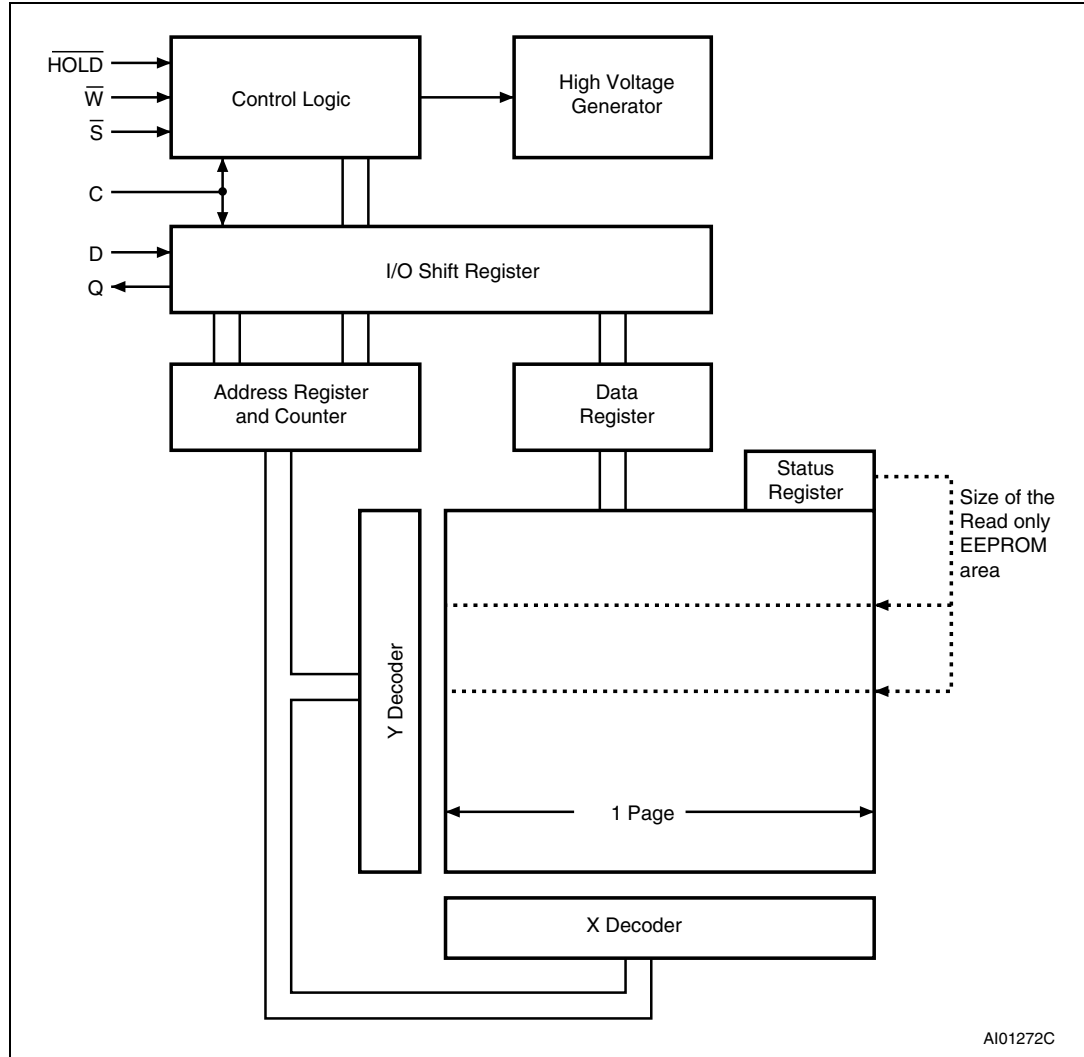 H̅O̅L̅D̅
W̅
S̅
C
D
Q
Control Logic
High Voltage
Generator
I/O Shift Register
Address Register
and Counter
Data
Register
Status
Register
Size of the
Read only
EEPROM
area
Y Decoder
1 Page
X Decoder
AI01272C